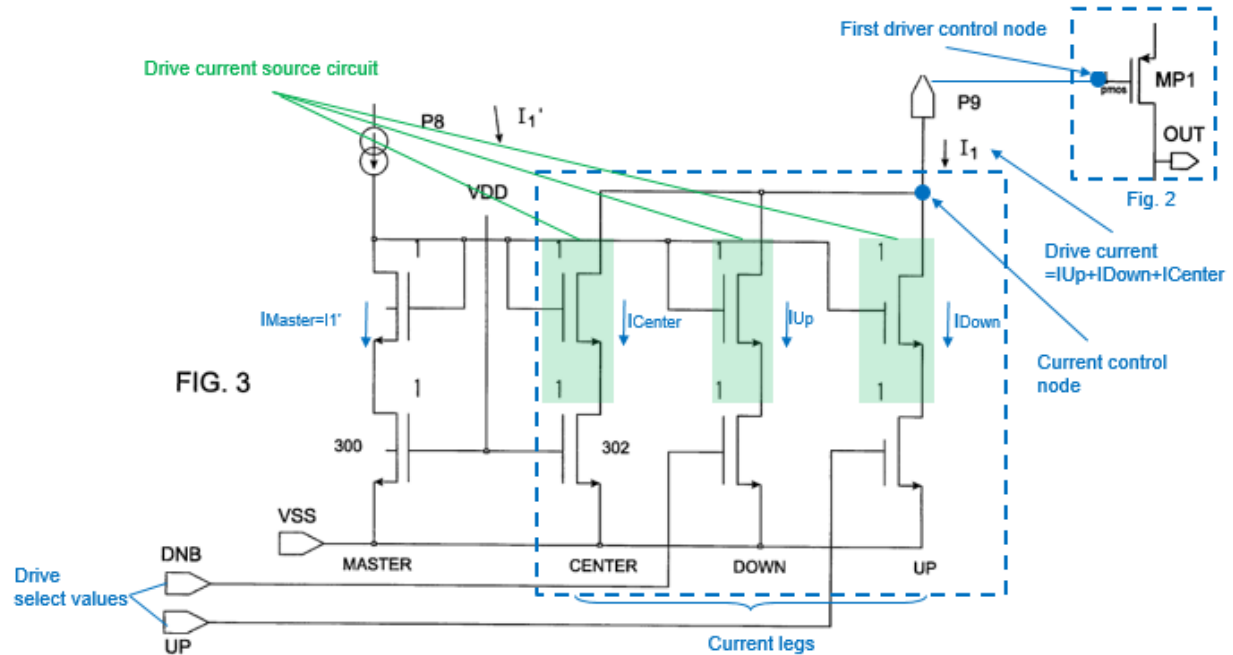 First driver control node
Drive current source circuit
MP1
pmos
P8
I1'
P9
OUT
I1
VDD
Fig. 2
1
1
1
1
Drive current
=IUp+IDown+ICenter
IMaster=I1'
ICenter
IUp
IDown
Current control
node
FIG. 3
1
1
1
1
300
302
VSS
DNB
MASTER
CENTER
DOWN
UP
Drive
select values
UP
Current legs